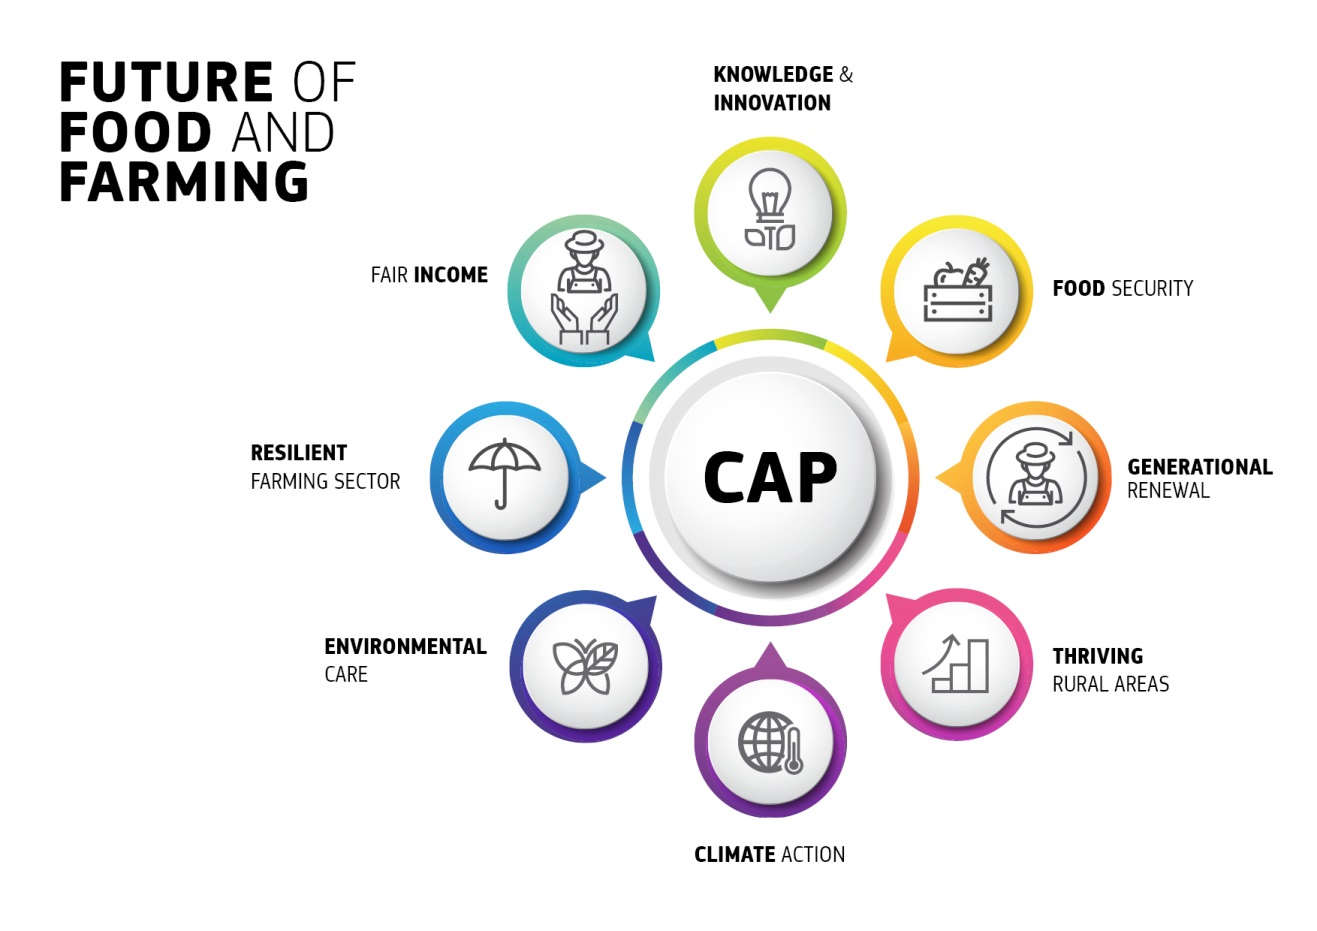 FUTURE OF
FOOD AND
FARMING
KNOWLEDGE &
INNOVATION
FAIR INCOME
FOOD SECURITY
RESILIENT
FARMING SECTOR
CAP
GENERATIONAL
RENEWAL
ENVIRONMENTAL
CARE
THRIVING
RURAL AREAS
CLIMATE ACTION